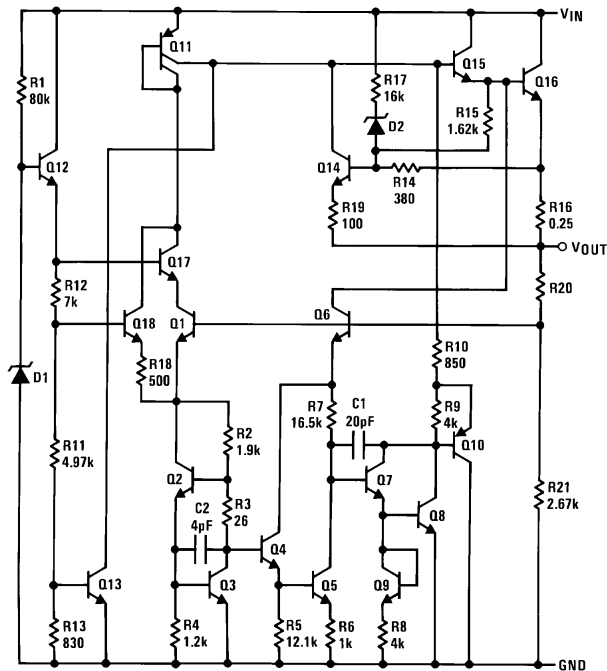 VIN
Q11
Q15
Q16
R1
80k
R17
16k
R15
1.62k
D2
Q12
Q14
R14
380
R19
100
R16
0.25
VOUT
Q17
R12
7k
R20
Q18
Q1
Q6
R10
850
R18
500
D1
R7
16.5k
C1
20pF
R9
4k
Q10
R2
1.9k
R11
4.97k
Q2
Q7
R3
26
R21
2.67k
C2
4pF
Q8
Q4
Q13
Q3
Q5
Q9
R13
830
R4
1.2k
R5
12.1k
R6
1k
R8
4k
GND